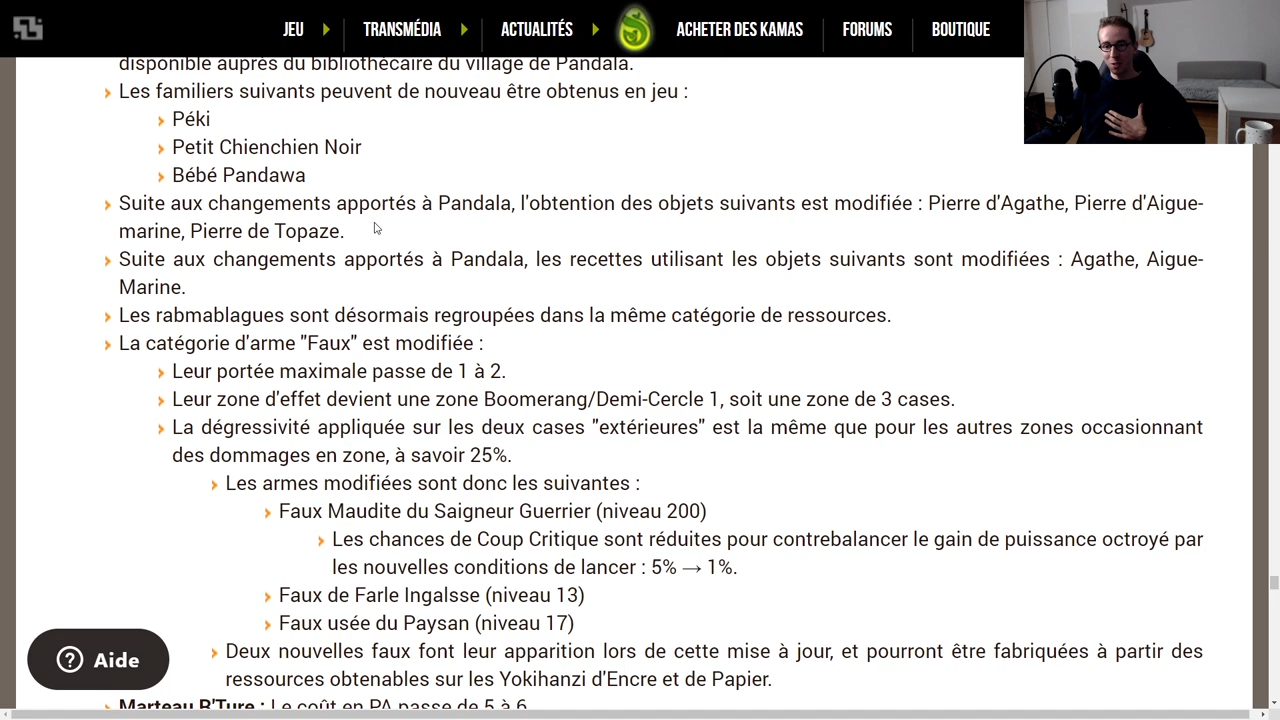 JEU TRANSMÉDIA ACTUALITÉS ACHETER DES KAMAS FORUMS BOUTIQUE
disponible auprès du bibliothécaire du village de Pandala.
Les familiers suivants peuvent de nouveau être obtenus en jeu :
Péki
Petit Chienchien Noir
Bébé Pandawa
Suite aux changements apportés à Pandala, l'obtention des objets suivants est modifiée : Pierre d'Agathe, Pierre d'Aigue-
marine, Pierre de Topaze.
Suite aux changements apportés à Pandala, les recettes utilisant les objets suivants sont modifiées : Agathe, Aigue-
Marine.
Les rabmablagues sont désormais regroupées dans la même catégorie de ressources.
La catégorie d'arme "Faux" est modifiée :
Leur portée maximale passe de 1 à 2.
Leur zone d'effet devient une zone Boomerang/Demi-Cercle 1, soit une zone de 3 cases.
La dégressivité appliquée sur les deux cases "extérieures" est la même que pour les autres zones occasionnant
des dommages en zone, à savoir 25%.
Les armes modifiées sont donc les suivantes :
Faux Maudite du Saigneur Guerrier (niveau 200)
Les chances de Coup Critique sont réduites pour contrebalancer le gain de puissance octroyé par
les nouvelles conditions de lancer : 5% → 1%.
Faux de Farle Ingalsse (niveau 13)
Faux usée du Paysan (niveau 17)
Deux nouvelles faux font leur apparition lors de cette mise à jour, et pourront être fabriquées à partir des
ressources obtenables sur les Yokihanzi d'Encre et de Papier.
Marteau B'Ture : Le coût en PA passe de 5 à 6
? Aide